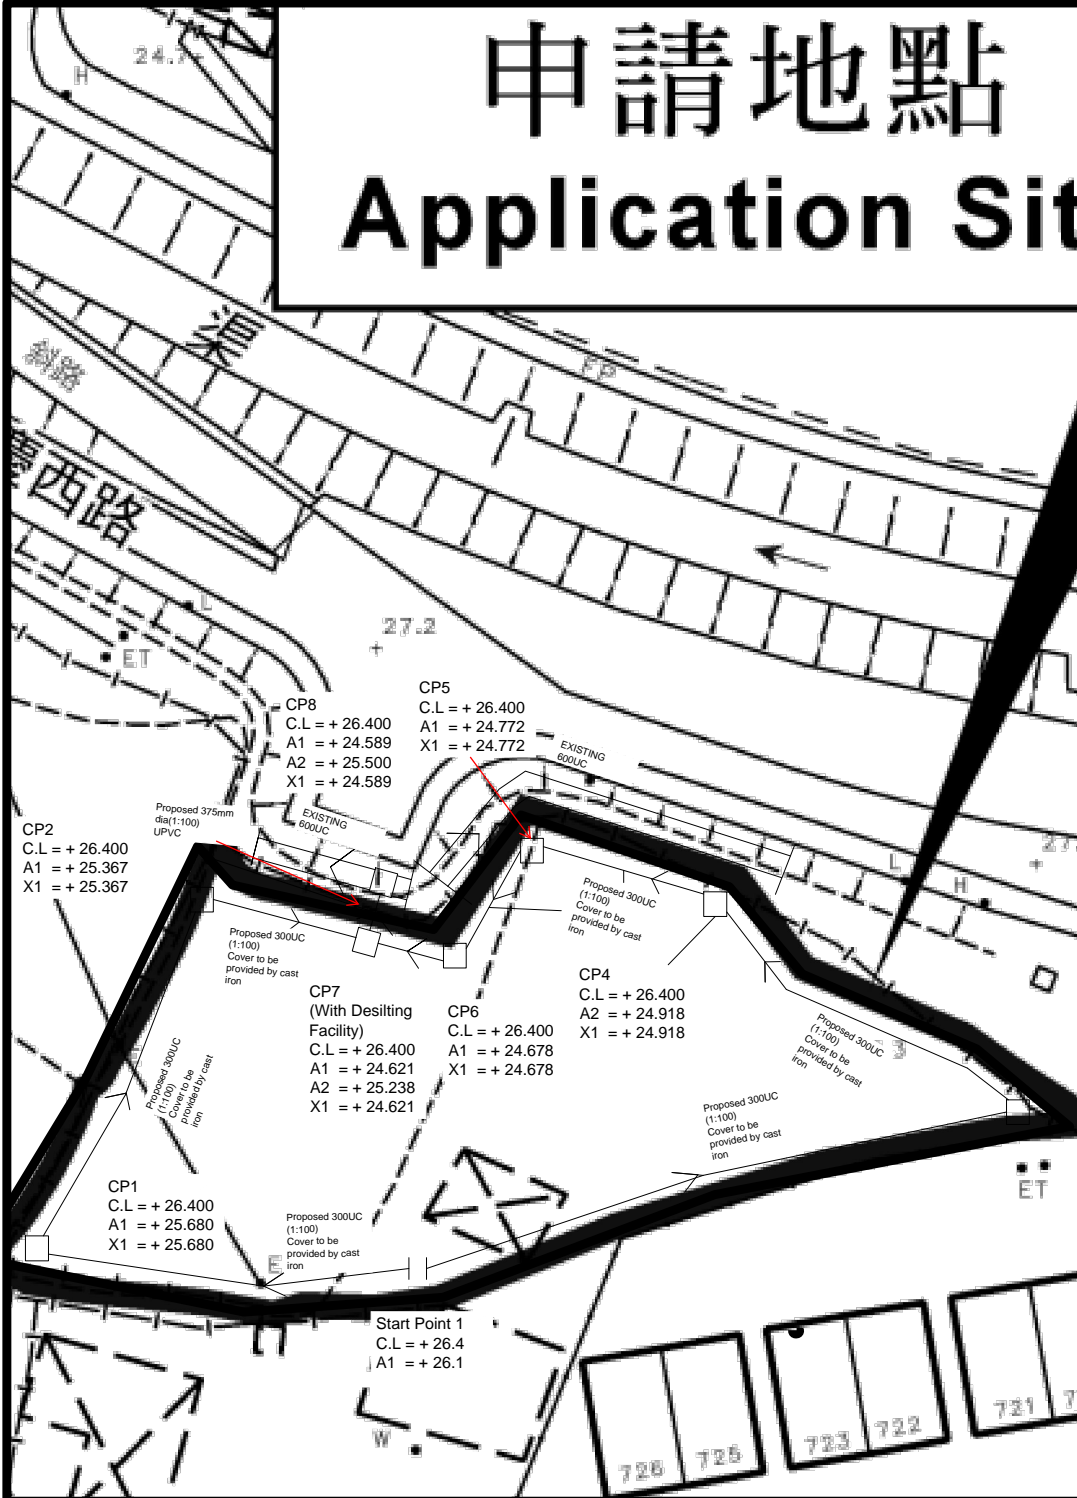 申請地點
Application Sit
24.7
H
渠
斜路
FP
慶西路
L
ET
27.2
CP8
C.L = + 26.400
A1 = + 24.589
A2 = + 25.500
X1 = + 24.589
CP5
C.L = + 26.400
A1 = + 24.772
X1 = + 24.772
EXISTING
600UC
Proposed 375mm
dia(1:100)
UPVC
EXISTING
600UC
CP2
C.L = + 26.400
A1 = + 25.367
X1 = + 25.367
27.
L
H
Proposed 300UC
(1:100)
Cover to be
provided by cast
iron
Proposed 300UC
(1:100)
Cover to be
provided by cast
iron
CP7
(With Desilting
Facility)
C.L = + 26.400
A1 = + 24.621
A2 = + 25.238
X1 = + 24.621
CP6
C.L = + 26.400
A1 = + 24.678
X1 = + 24.678
CP4
C.L = + 26.400
A2 = + 24.918
X1 = + 24.918
Proposed 300UC
(1:100)
Cover to be
provided by cast
iron
Proposed 300UC
(1:100)
Cover to be
provided by cast
iron
Proposed 300UC
(1:100)
Cover to be
provided by cast
iron
ET
CP1
C.L = + 26.400
A1 = + 25.680
X1 = + 25.680
Proposed 300UC
(1:100)
Cover to be
provided by cast
iron
E
Start Point 1
C.L = + 26.4
A1 = + 26.1
W
726
725
723
722
721
7